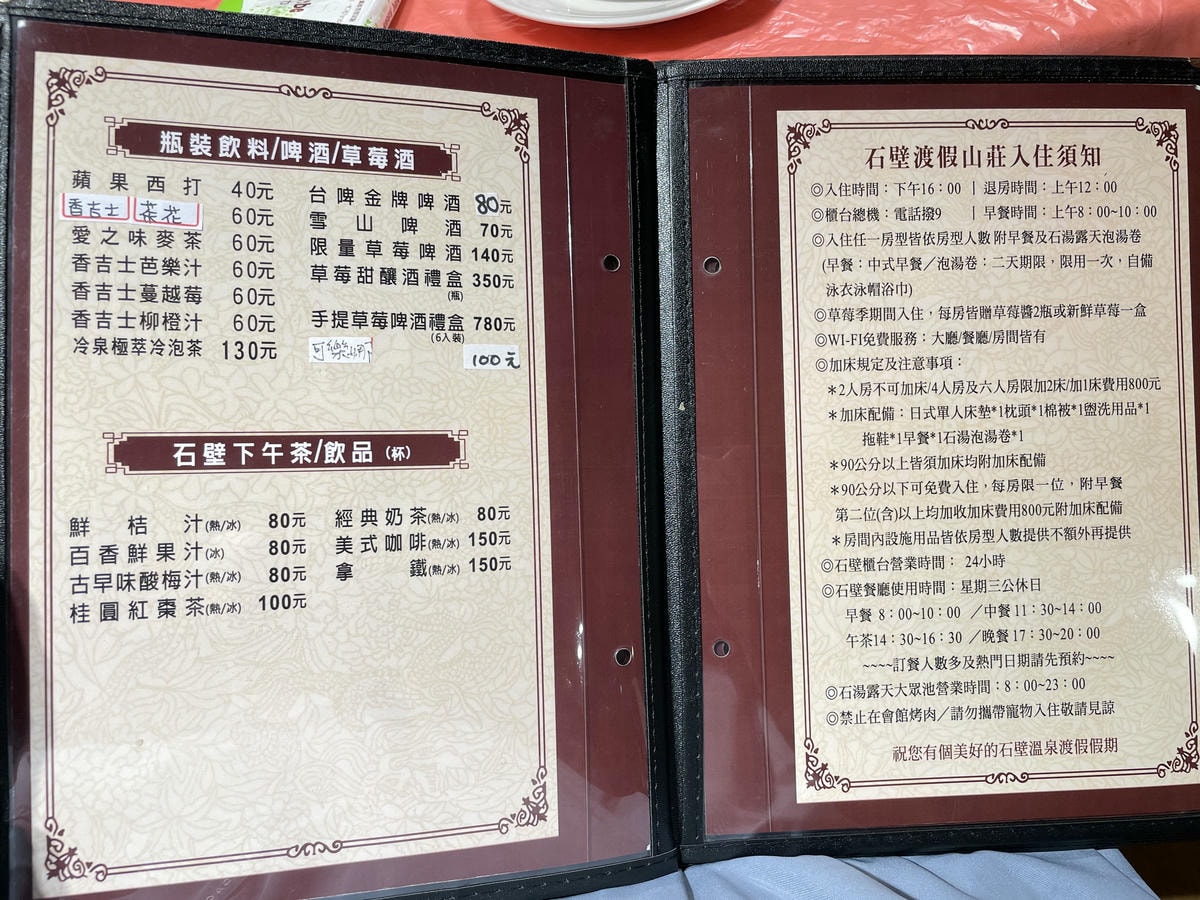 瓶裝飲料/啤酒/草莓酒
蘋果西打 40元
香吉士 茶花 60元
愛之味麥茶 60元
香吉士芭樂汁 60元
香吉士蔓越莓 60元
香吉士柳橙汁 60元
冷泉極萃冷泡茶 130元
台啤金牌啤酒 80元
雪山啤酒 70元
限量草莓啤酒 140元
草莓甜釀酒禮盒 350元
(瓶)
手提草莓啤酒禮盒 780元
(6人裝)
可樂 100元
石壁下午茶/飲品(杯)
鮮桔汁(熱/冰) 80元
百香鮮果汁(冰) 80元
古早味酸梅汁(熱/冰) 80元
桂圓紅棗茶(熱/冰) 100元
經典奶茶(熱/冰) 80元
美式咖啡(熱/冰) 150元
拿鐵(熱/冰) 150元
石壁渡假山莊入住須知
◎入住時間：下午16：00 | 退房時間：上午12：00
◎櫃台總機：電話撥9 | 早餐時間：上午8：00~10：00
◎入住任一房型皆依房型人數 附早餐及石湯露天泡湯卷
(早餐：中式早餐／泡湯卷：二天期限，限用一次，自備
泳衣泳帽浴巾)
◎草莓季期間入住，每房皆贈草莓醬2瓶或新鮮草莓一盒
◎WI-FI免費服務：大廳/餐廳/房間皆有
◎加床規定及注意事項：
＊2人房不可加床/4人房及六人房限加2床/加1床費用800元
＊加床配備：日式單人床墊*1枕頭*1棉被*1盥洗用品*1
拖鞋*1早餐*1石湯泡湯卷*1
＊90公分以上皆須加床均附加床配備
＊90公分以下可免費入住，每房限一位，附早餐
第二位(含)以上均加收加床費用800元附加床配備
＊房間內設施用品皆依房型人數提供不額外再提供
◎石壁櫃台營業時間： 24小時
◎石壁餐廳使用時間：星期三公休日
早餐 8：00~10：00 ／中餐 11：30~14：00
午茶14：30~16：30 ／晚餐 17：30~20：00
~~~~訂餐人數多及熱門日期請先預約~~~~
◎石湯露天大眾池營業時間：8：00~23：00
◎禁止在會館烤肉／請勿攜帶寵物入住敬請見諒
祝您有個美好的石壁溫泉渡假假期